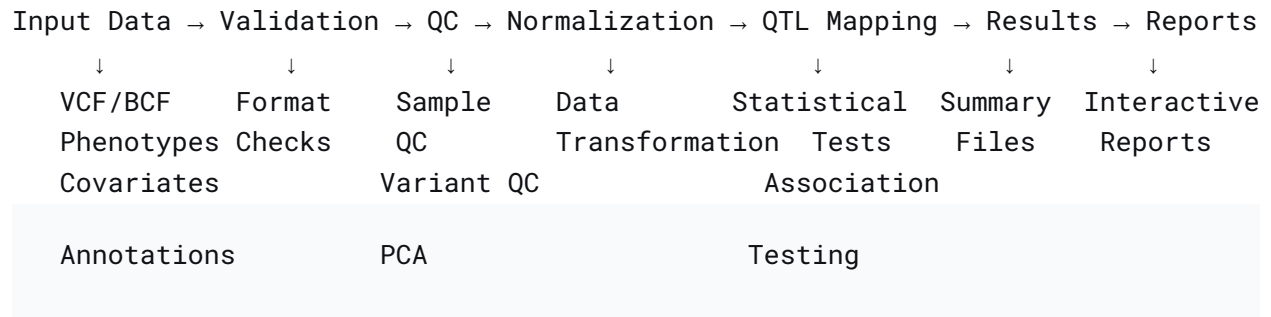 Input Data → Validation → QC → Normalization → QTL Mapping → Results → Reports
↓ ↓ ↓ ↓ ↓ ↓ ↓
VCF/BCF Format Sample Data Statistical Summary Interactive
Phenotypes Checks QC Transformation Tests Files Reports
Covariates Variant QC Association
Annotations PCA Testing